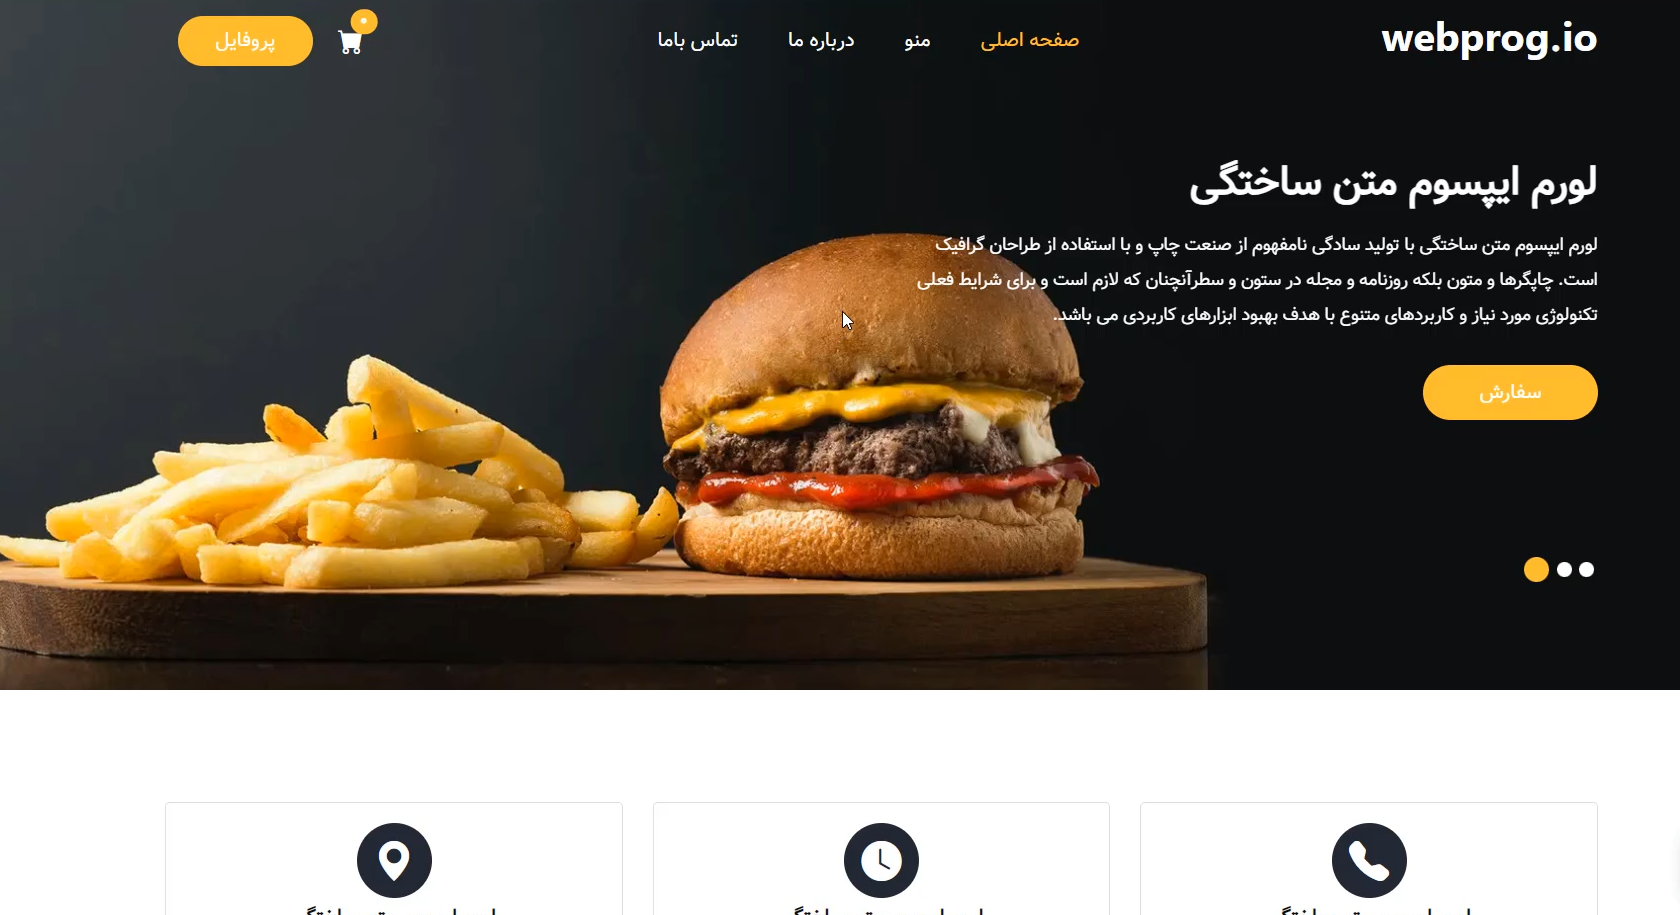 webprog.io
صفحه اصلی
منو
درباره ما
تماس باما
۰
پروفایل
لورم ایپسوم متن ساختگی
لورم ایپسوم متن ساختگی با تولید سادگی نامفهوم از صنعت چاپ و با استفاده از طراحان گرافیک
است. چاپگرها و متون بلکه روزنامه و مجله در ستون و سطرآنچنان که لازم است و برای شرایط فعلی
تکنولوژی مورد نیاز و کاربردهای متنوع با هدف بهبود ابزارهای کاربردی می باشد.
سفارش